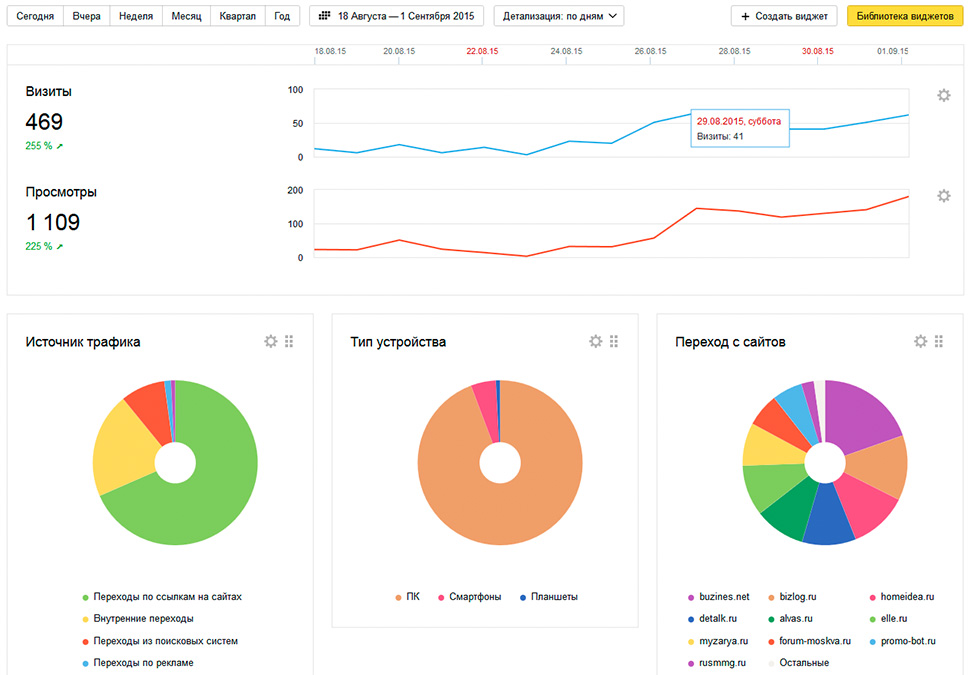 Сегодня Вчера Неделя Месяц Квартал Год 18 Августа — 1 Сентября 2015 Детализация: по дням + Создать виджет Библиотека виджетов
18.08.15 20.08.15 22.08.15 24.08.15 26.08.15 28.08.15 30.08.15 01.09.15
Визиты
469
255 %
100
50
0
29.08.2015, суббота
Визиты: 41
Просмотры
1 109
225 %
200
100
0
Источник трафика
Переходы по ссылкам на сайтах
Внутренние переходы
Переходы из поисковых систем
Переходы по рекламе
Тип устройства
ПК Смартфоны Планшеты
Переход с сайтов
buzines.net bizlog.ru homeidea.ru
detalk.ru alvas.ru elle.ru
myzarya.ru forum-moskva.ru promo-bot.ru
rusmmg.ru Остальные